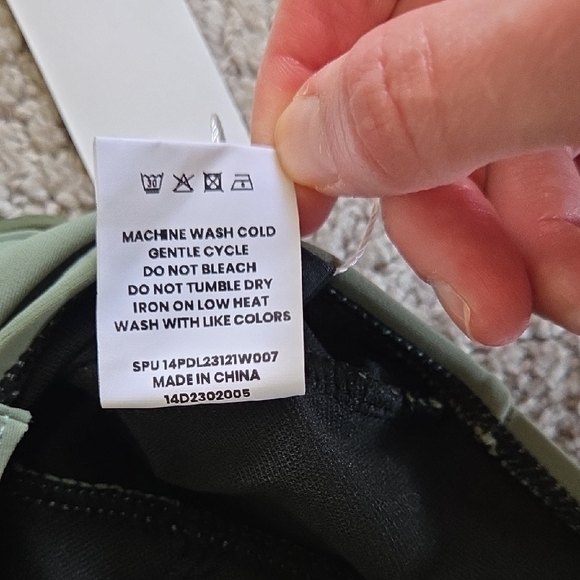 30
MACHINE WASH COLD
GENTLE CYCLE
DO NOT BLEACH
DO NOT TUMBLE DRY
IRON ON LOW HEAT
WASH WITH LIKE COLORS
SPU 14PDL23121W007
MADE IN CHINA
14D2302005